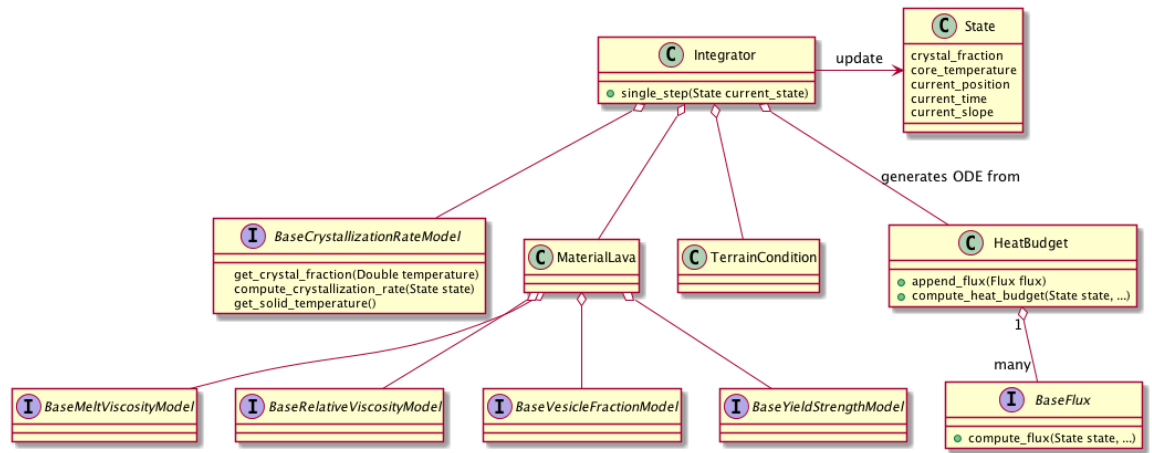 C State
crystal_fraction
core_temperature
current_position
current_time
current_slope
C Integrator
single_step(State current_state)
update
generates ODE from
I BaseCrystallizationRateModel
get_crystal_fraction(Double temperature)
compute_crystallization_rate(State state)
get_solid_temperature()
C MaterialLava
C TerrainCondition
C HeatBudget
append_flux(Flux flux)
compute_heat_budget(State state, ...)
1
many
I BaseMeltViscosityModel
I BaseRelativeViscosityModel
I BaseVesicleFractionModel
I BaseYieldStrengthModel
I BaseFlux
compute_flux(State state, ...)